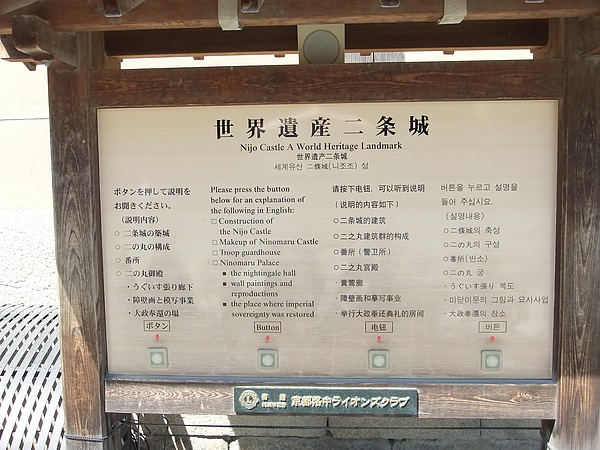 世界遺産二条城
Nijo Castle A World Heritage Landmark
世界遗产二条城
세계유산 二條城(니조조) 성
ボタンを押して説明を
お聞きください。
（説明内容）
○ 二条城の築城
○ 二の丸の構成
○ 番所
○ 二の丸御殿
・うぐいす張り廊下
・障壁画と模写事業
・大政奉還の場
ボタン
Please press the button
below for an explanation of
the following in English:
□ Construction of
the Nijo Castle
□ Makeup of Ninomaru Castle
□ Troop guardhouse
□ Ninomaru Palace
■ the nightingale hall
■ wall paintings and
reproductions
■ the place where imperial
sovereignty was restored
Button
请按下电钮，可以听到说明
（说明的内容如下）
○二条城的建筑
○二之丸建筑群的构成
○番所（警卫所）
○二之丸宫殿
・黄莺廊
・障壁画和摹写事业
・举行大政奉还典礼的房间
电钮
버튼을 누르고 설명을
들어 주십시요.
（설명내용）
○二條城의 축성
○二の丸의 구성
○番所(반소)
○二の丸 궁
・うぐいす張り 복도
・미닫이문의 그림과 묘사사업
・大政奉還의 장소
버튼
京都洛中ライオンズクラブ